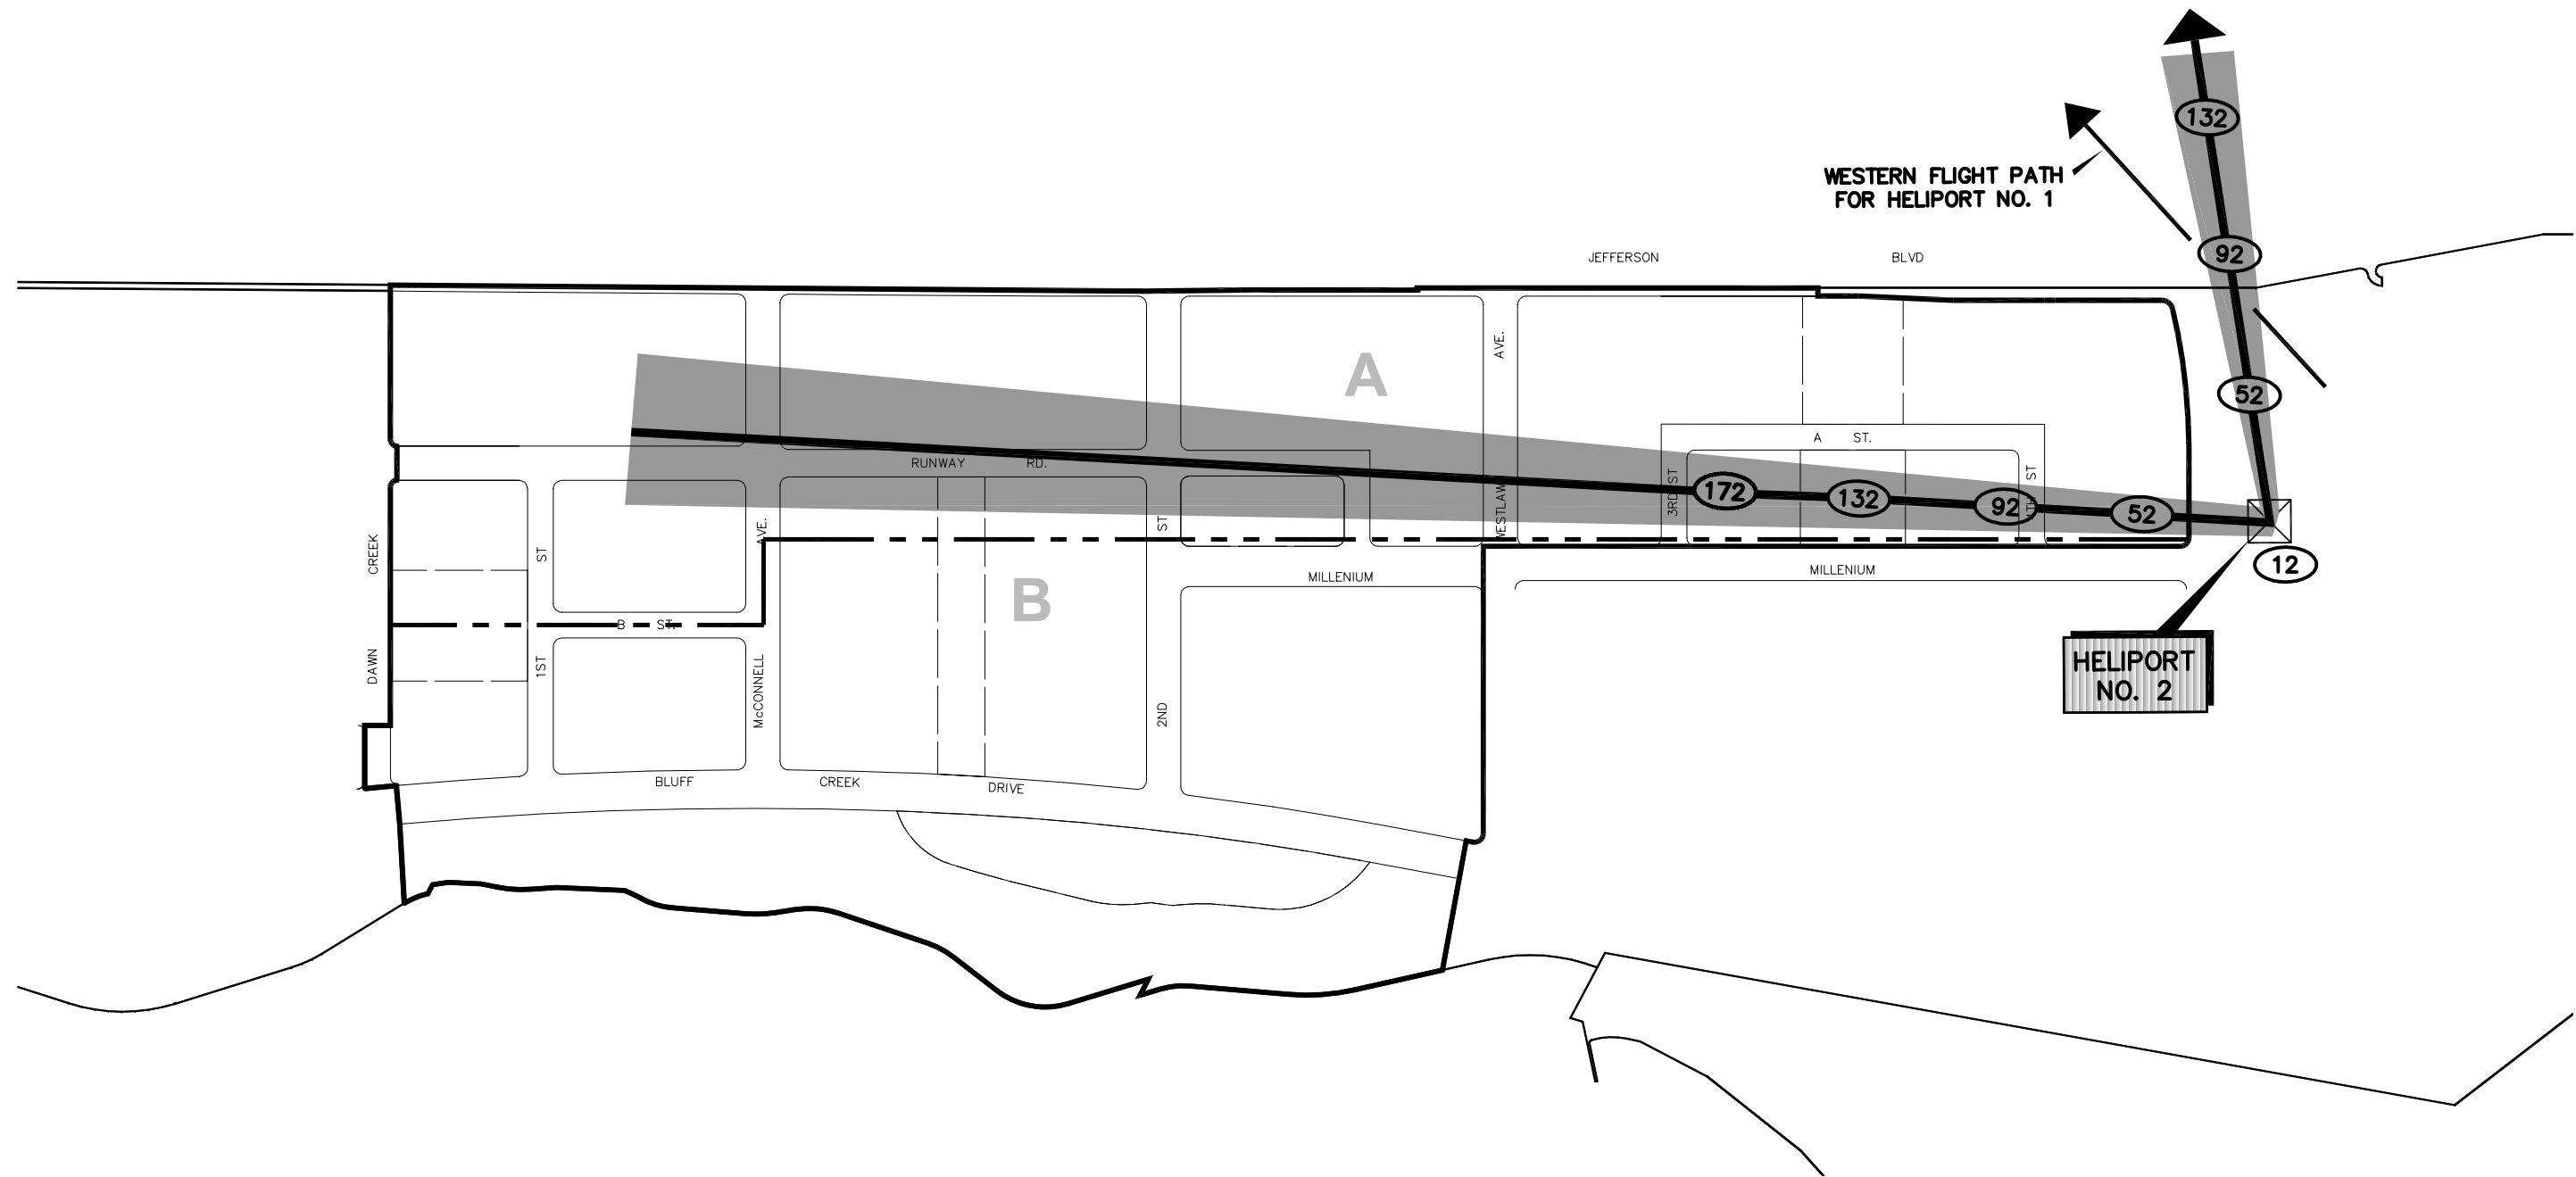 132
WESTERN FLIGHT PATH
FOR HELIPORT NO. 1
92
JEFFERSON BLVD
52
A
AVE.
A ST.
RUNWAY RD.
3RD ST
4TH ST
172
132
92
52
WESTLAWN
12
CREEK
ST
AVE.
ST
MILLENIUM
MILLENIUM
B
B ST.
DAWN
1ST
McCONNELL
2ND
HELIPORT
NO. 2
BLUFF CREEK DRIVE